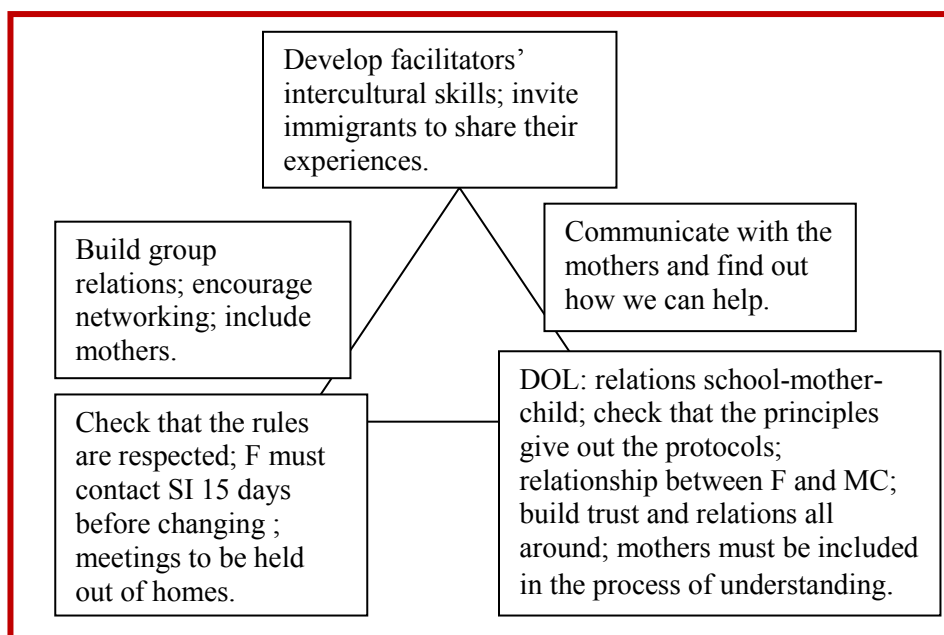 Develop facilitators’
intercultural skills; invite
immigrants to share their
experiences.
Build group
relations; encourage
networking; include
mothers.
Communicate with the
mothers and find out
how we can help.
Check that the rules
are respected; F must
contact SI 15 days
before changing ;
meetings to be held
out of homes.
DOL: relations school-mother-
child; check that the principles
give out the protocols;
relationship between F and MC;
build trust and relations all
around; mothers must be included
in the process of understanding.